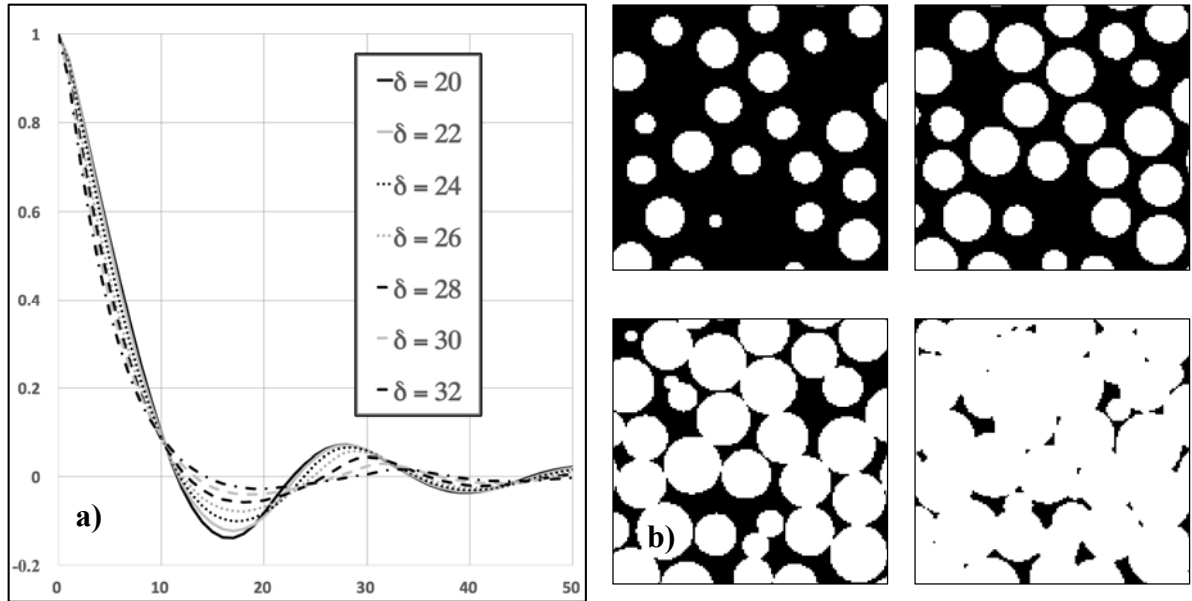 1
0.8
0.6
0.4
0.2
0
-0.2
0 10 20 30 40 50
δ = 20
δ = 22
δ = 24
δ = 26
δ = 28
δ = 30
δ = 32
a)
b)